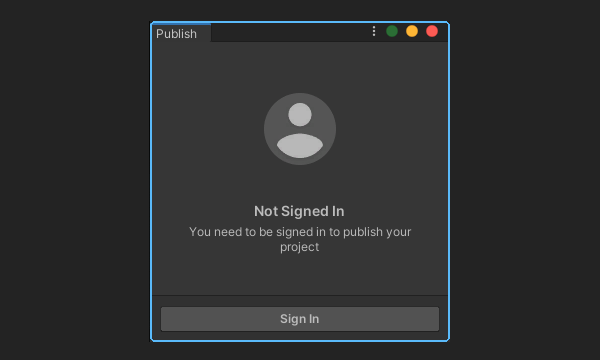 Publish
Not Signed In
You need to be signed in to publish your
project
Sign In